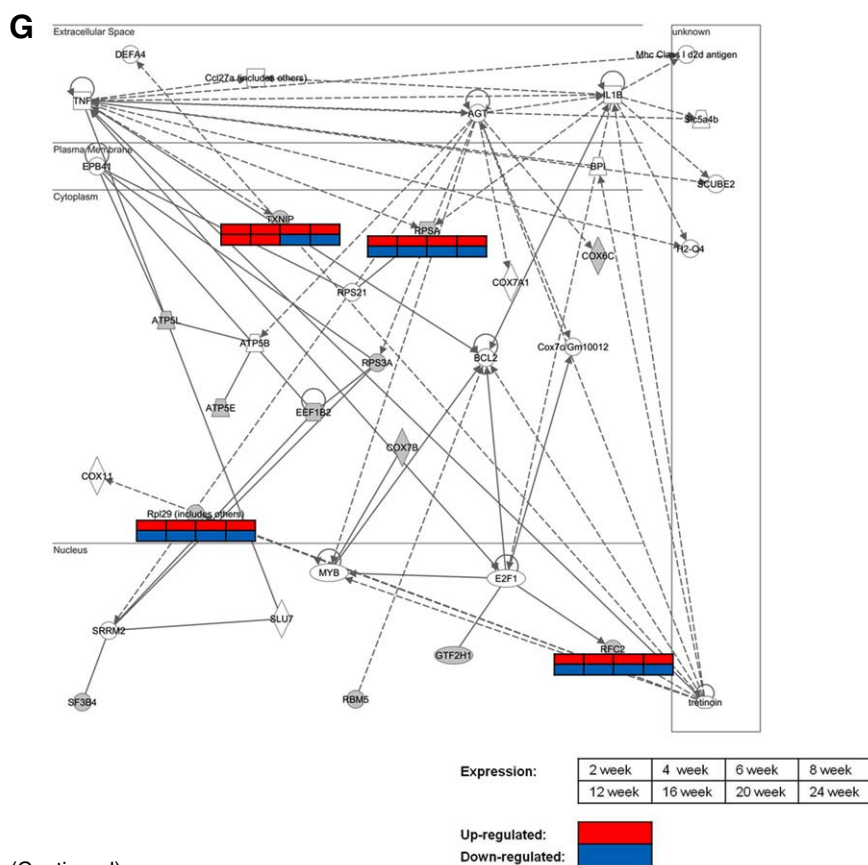 G
Extracellular Space
unknown
DEFA4
Mhc Class I d2d antigen
Ccl27a (includes others)
TNF
IL1B
AGT
Slc5a4b
Plasma Membrane
EPB41
BPI
SCUBE2
Cytoplasm
TXNIP
RPSA
H2-Q4
COX6C
COX7A1
RPS21
ATP5L
ATP5B
BCL2
Cox7c/Gm10012
RPS3A
ATP5E
EEF1B2
COX7B
COX11
Rpl29 (includes others)
Nucleus
MYB
E2F1
SLU7
SRRM2
GTF2H1
RFC2
SF3B4
RBM5
tretinoin
Expression:
2 week 4 week 6 week 8 week
12 week 16 week 20 week 24 week
Up-regulated:
Down-regulated: